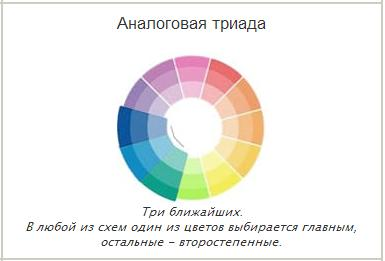 Аналоговая триада
Три ближайших.
В любой из схем один из цветов выбирается главным,
остальные - второстепенные.